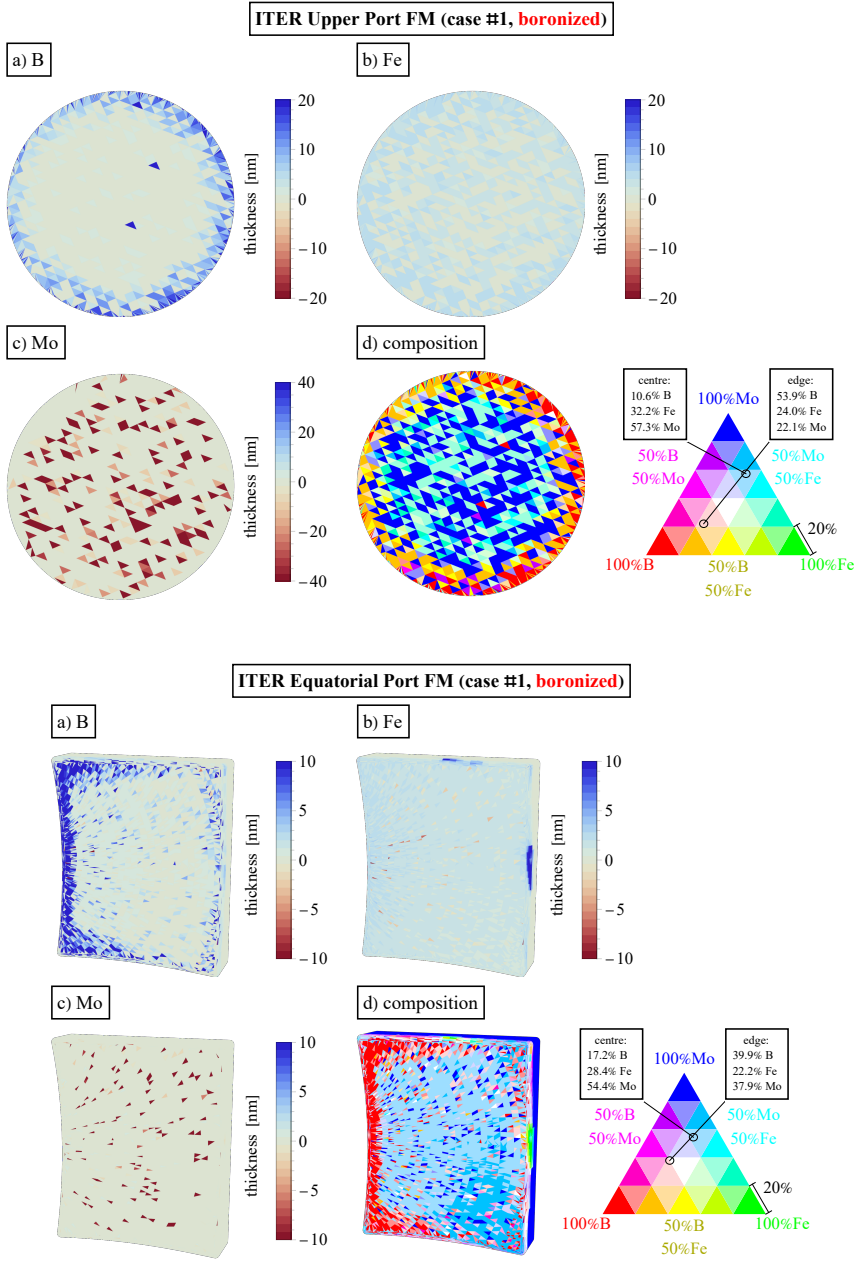 ITER Upper Port FM (case #1, boronized)
a) B
b) Fe
20
10
0
−10
−20
thickness [nm]
20
10
0
−10
−20
thickness [nm]
c) Mo
d) composition
40
20
0
−20
−40
thickness [nm]
centre:
10.6% B
32.2% Fe
57.3% Mo
edge:
53.9% B
24.0% Fe
22.1% Mo
100%Mo
50%B
50%Mo
50%Mo
50%Fe
20%
100%B
50%B
50%Fe
100%Fe
ITER Equatorial Port FM (case #1, boronized)
a) B
b) Fe
10
5
0
−5
−10
thickness [nm]
10
5
0
−5
−10
thickness [nm]
c) Mo
d) composition
10
5
0
−5
−10
thickness [nm]
centre:
17.2% B
28.4% Fe
54.4% Mo
edge:
39.9% B
22.2% Fe
37.9% Mo
100%Mo
50%B
50%Mo
50%Mo
50%Fe
20%
100%B
50%B
50%Fe
100%Fe